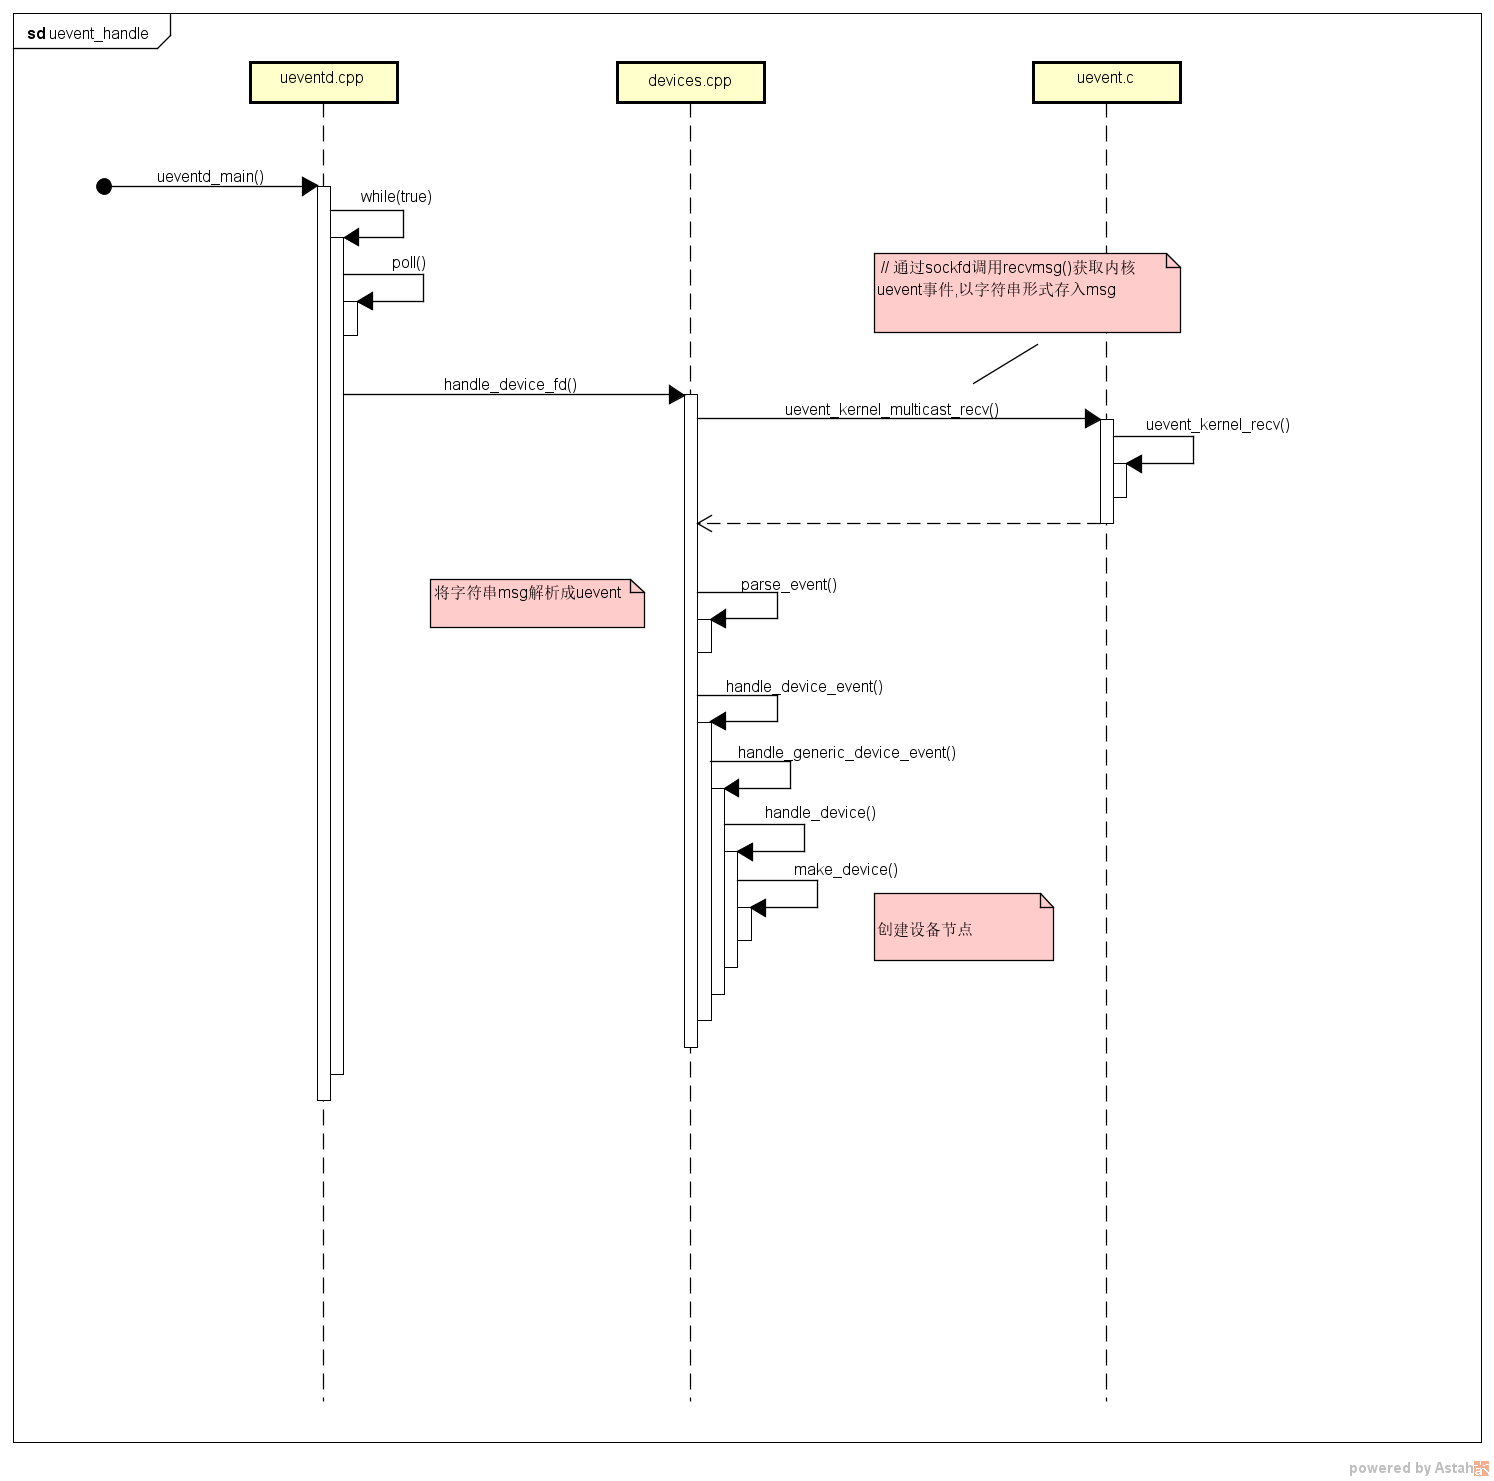 sd uevent_handle
ueventd.cpp
devices.cpp
uevent.c
ueventd_main()
while(true)
poll()
// 通过sockfd调用recvmsg()获取内核
uevent事件,以字符串形式存入msg
handle_device_fd()
uevent_kernel_multicast_recv()
uevent_kernel_recv()
将字符串msg解析成uevent
parse_event()
handle_device_event()
handle_generic_device_event()
handle_device()
make_device()
创建设备节点
powered by Astah